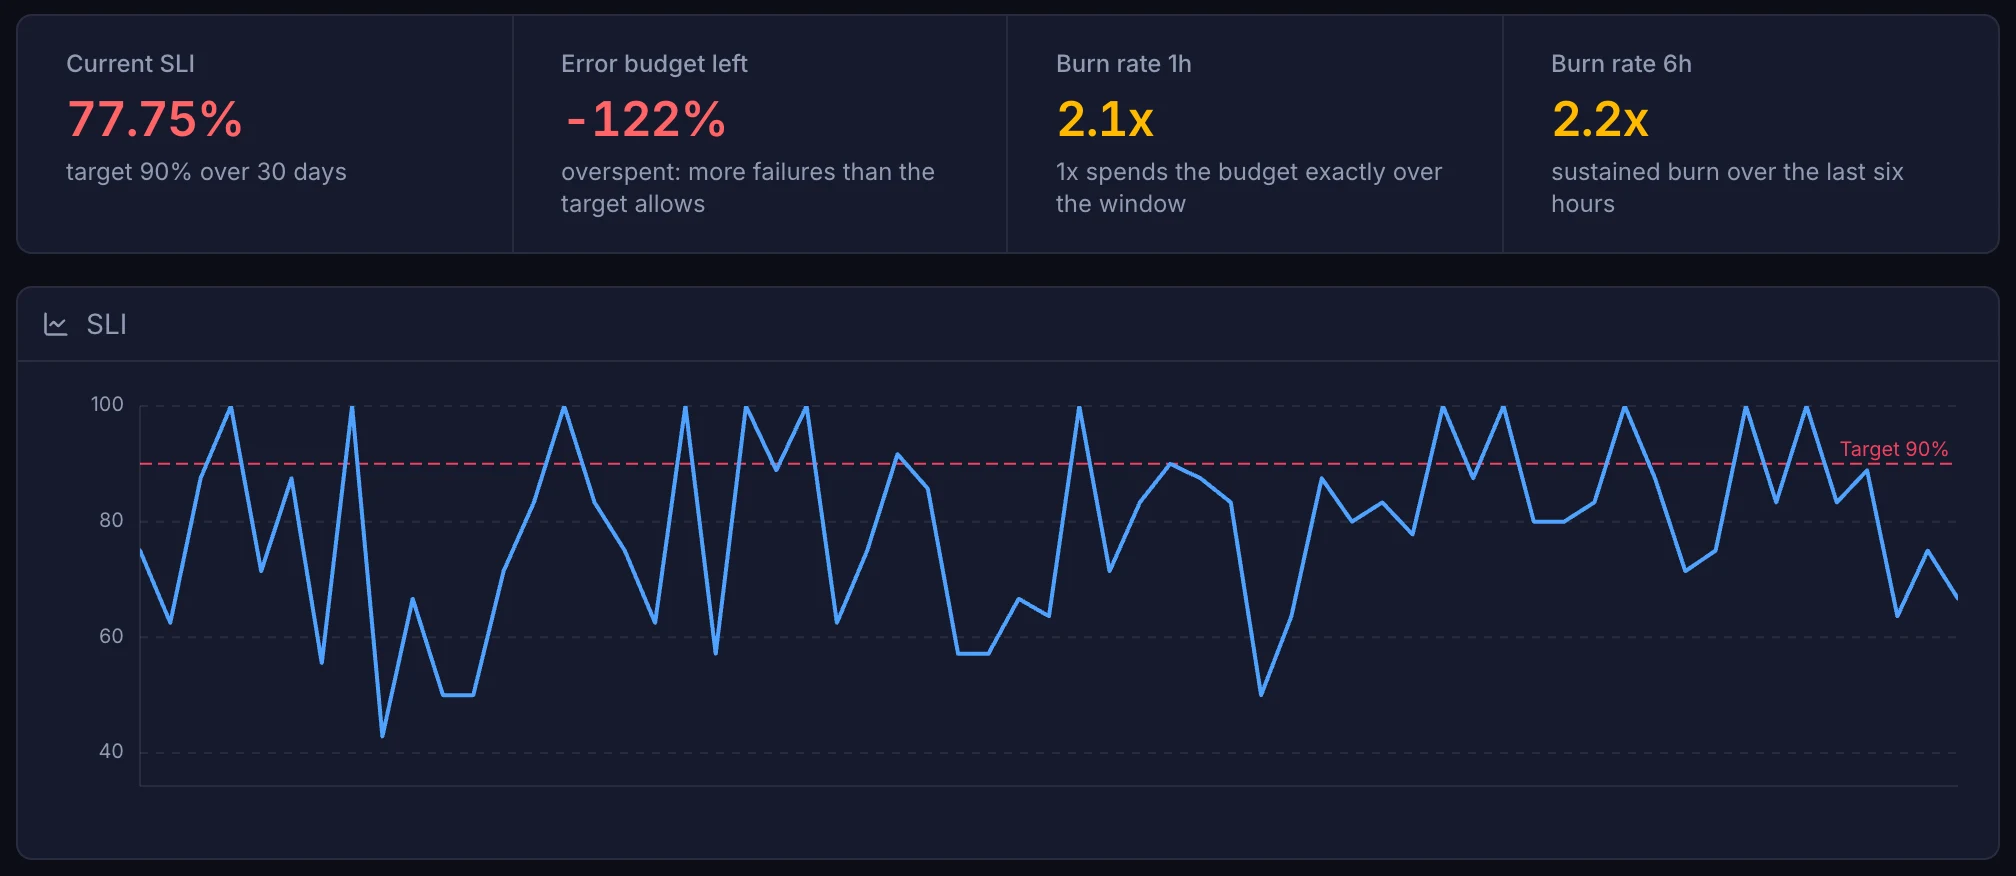 Current SLI
77.75%
target 90% over 30 days
Error budget left
-122%
overspent: more failures than the
target allows
Burn rate 1h
2.1x
1x spends the budget exactly over
the window
Burn rate 6h
2.2x
sustained burn over the last six
hours
SLI
100
80
60
40
Target 90%